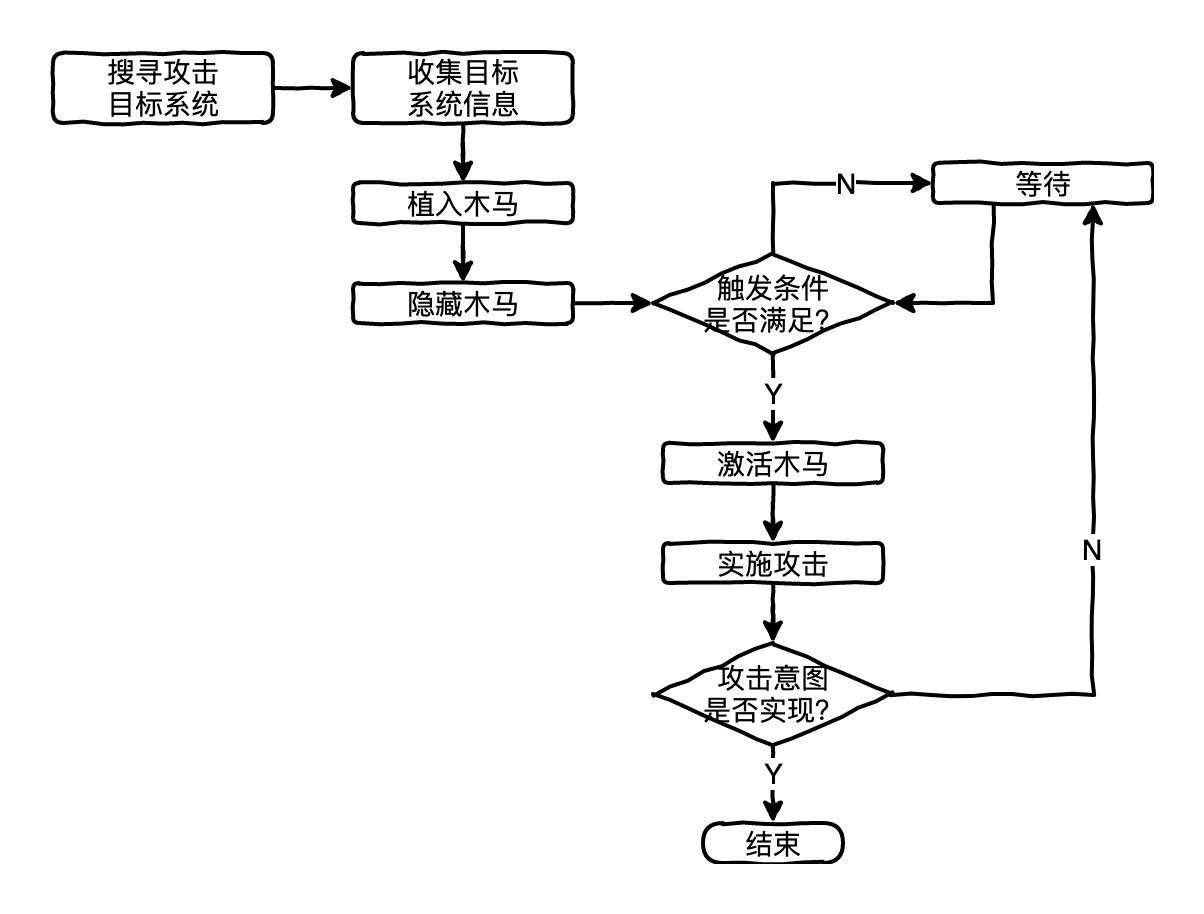 搜寻攻击
目标系统
收集目标
系统信息
植入木马
隐藏木马
触发条件
是否满足?
N
等待
Y
激活木马
实施攻击
攻击意图
是否实现?
N
Y
结束